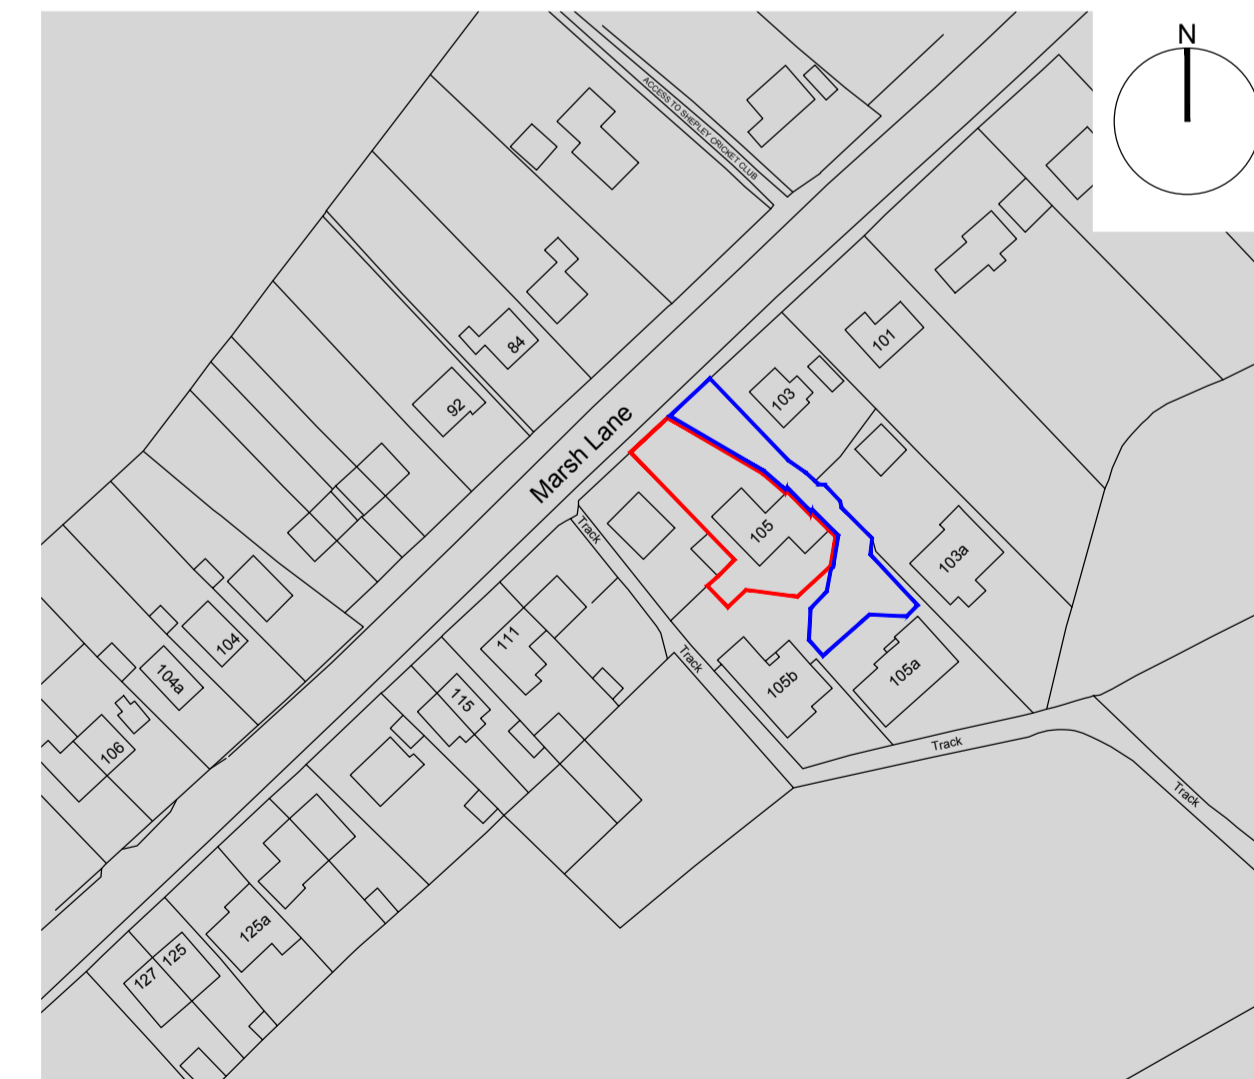 N
ACCESS TO SHEPLEY CRICKET CLUB
84
101
92
103
Marsh Lane
105
Track
103a
111
104
Track
105b
105a
104a
115
106
Track
Track
125a
125
127